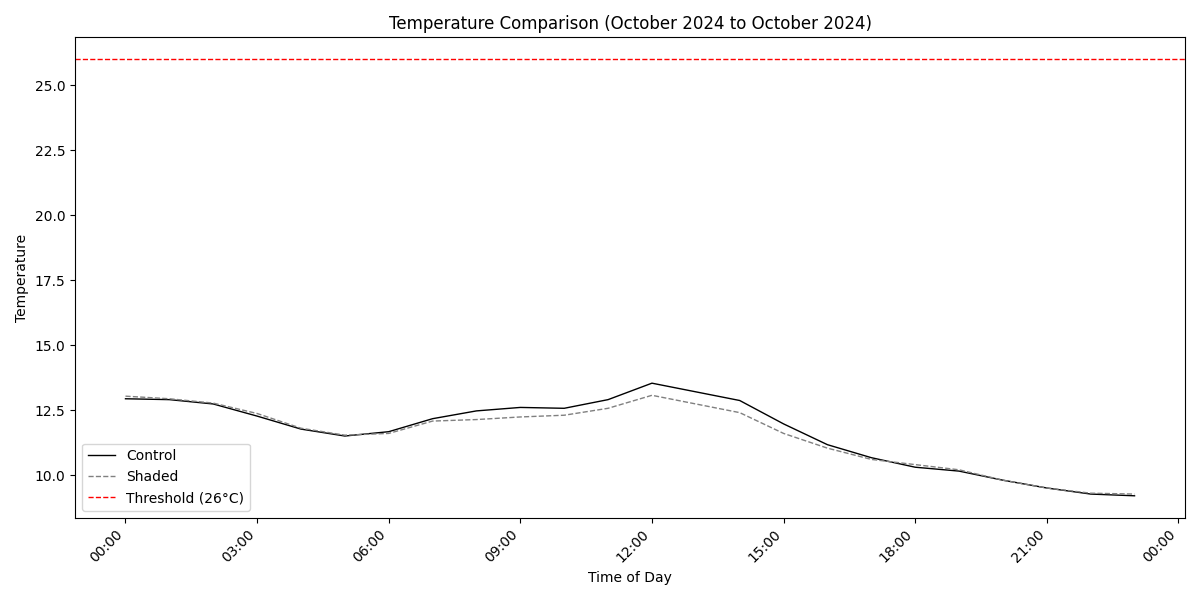 Temperature Comparison (October 2024 to October 2024)
Temperature
25.0
22.5
20.0
17.5
15.0
12.5
10.0
Control
Shaded
Threshold (26°C)
00:00
03:00
06:00
09:00
12:00
15:00
18:00
21:00
00:00
Time of Day